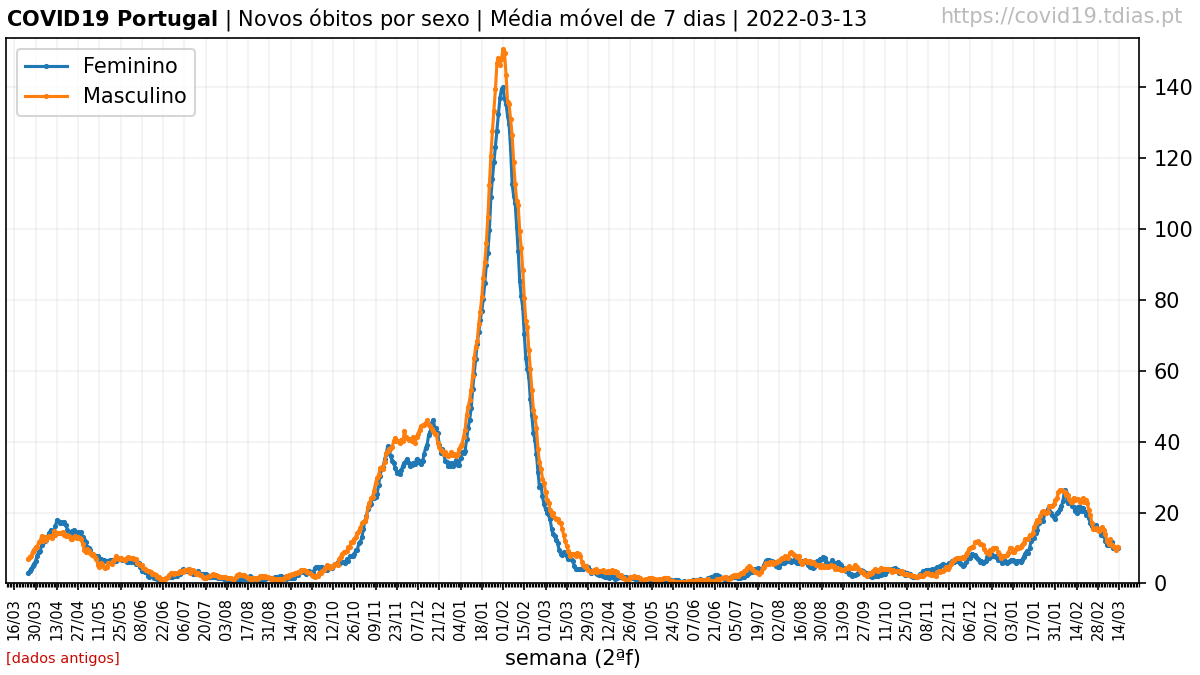 COVID19 Portugal | Novos óbitos por sexo | Média móvel de 7 dias | 2022-03-13
https://covid19.tdias.pt
Feminino
Masculino
140
120
100
80
60
40
20
0
16/03 30/03 13/04 27/04 11/05 25/05 08/06 22/06 06/07 20/07 03/08 17/08 31/08 14/09 28/09 12/10 26/10 09/11 23/11 07/12 21/12 04/01 18/01 01/02 15/02 01/03 15/03 29/03 12/04 26/04 10/05 24/05 07/06 21/06 05/07 19/07 02/08 16/08 30/08 13/09 27/09 11/10 25/10 08/11 22/11 06/12 20/12 03/01 17/01 31/01 14/02 28/02 14/03
[dados antigos]
semana (2ªf)